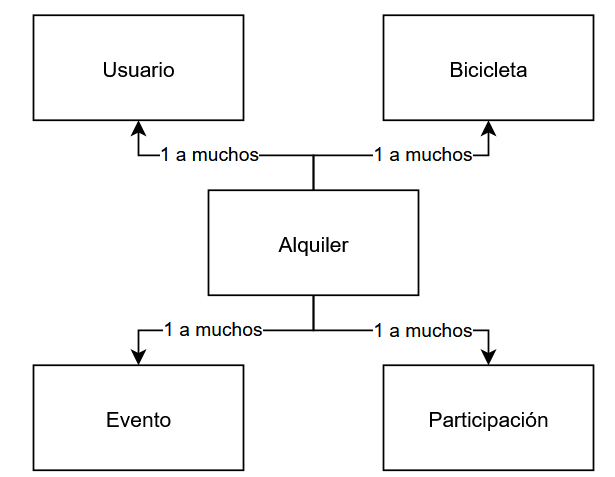 Usuario
Bicicleta
1 a muchos
1 a muchos
Alquiler
1 a muchos
1 a muchos
Evento
Participación